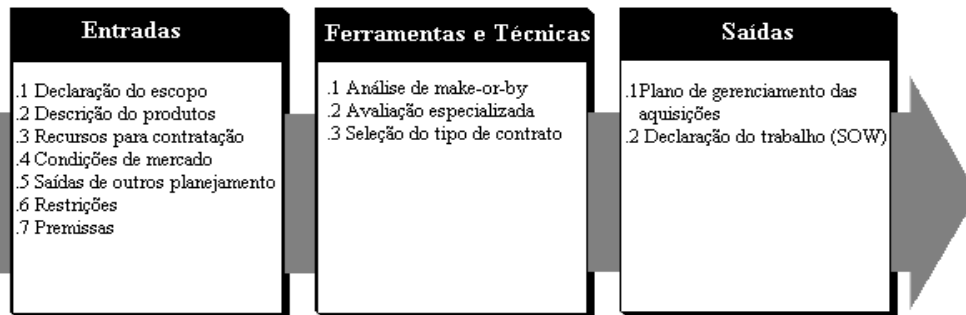 Entradas
.1 Declaração do escopo
.2 Descrição do produtos
.3 Recursos para contratação
.4 Condições de mercado
.5 Saídas de outros planejamento
.6 Restrições
.7 Premissas
Ferramentas e Técnicas
.1 Análise de make-or-by
.2 Avaliação especializada
.3 Seleção do tipo de contrato
Saídas
.1Plano de gerenciamento das
aquisições
.2 Declaração do trabalho (SOW)